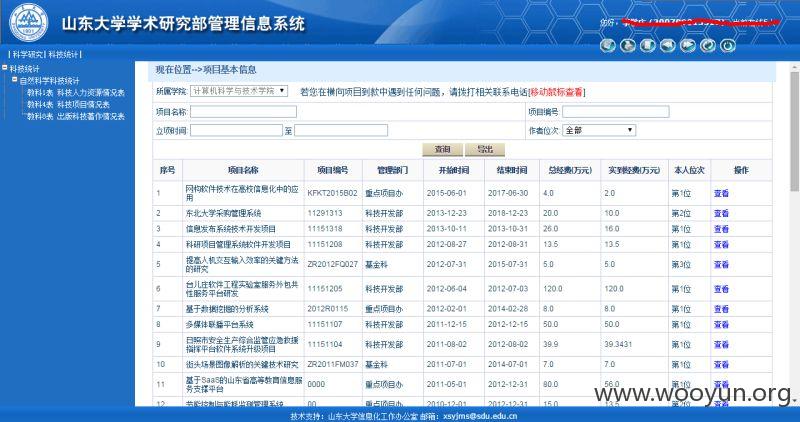 山东大学学术研究部管理信息系统
您好,
|科学研究|科技统计|
科技统计
自然科学科技统计
教科1表 科技人力资源情况表
教科4表 科技项目情况表
教科8表 出版科技著作情况表
现在位置-->项目基本信息
所属学院: 计算机科学与技术学院 若您在横向项目到款中遇到任何问题，请拨打相关联系电话[移动鼠标查看]
项目名称: 项目编号
立项时间: 至 作者位次: 全部
查询 导出
序号 项目名称 项目编号 管理部门 开始时间 结束时间 总经费(万元) 实到经费(万元) 本人位次 操作
1 网构软件技术在高校信息化中的应用 KFKT2015B02 重点项目办 2015-06-01 2017-06-30 4.0 2.0 第1位 查看
2 东北大学采购管理系统 11291313 科技开发部 2013-12-23 2018-12-23 20.0 10.0 第2位 查看
3 信息发布系统技术开发项目 11151318 科技开发部 2013-10-11 2013-10-31 26.0 16.0 第1位 查看
4 科研项目管理系统软件开发项目 11151208 科技开发部 2012-08-27 2012-08-31 13.5 13.5 第1位 查看
5 提高人机交互输入效率的关键方法的研究 ZR2012FQ027 基金科 2012-07-31 2015-07-31 5.0 5.0 第3位 查看
6 台儿庄软件工程实验室服务外包共性服务平台研发 11151205 科技开发部 2012-06-04 2012-07-03 120.0 120.0 第1位 查看
7 基于数据挖掘的分析系统 2012R0115 重点项目办 2012-02-01 2014-02-28 8.0 8.0 第1位 查看
8 多媒体联播平台系统 11151107 科技开发部 2011-12-15 2012-12-15 50.0 50.0 第1位 查看
9 日照市安全生产综合监管应急救援指挥平台软件系统升级项目 11151104 科技开发部 2011-08-02 2012-08-02 39.9 39.3431 第1位 查看
10 街头场景图像解析的关键技术研究 ZR2011FM037 基金科 2011-07-01 2014-07-01 7.0 7.0 第1位 查看
11 基于SaaS的山东省高等教育信息服务支撑平台 0000 重点项目办 2011-05-01 2012-12-31 80.0 56.0 第1位 查看
12 节能控制与能耗监测管理系统 00 重点项目办 2010-12-01 2012-12-31 15.0 13.5 第2位 查看
www.wooyun.org
技术支持：山东大学信息化工作办公室 邮箱：xsyjms@sdu.edu.cn